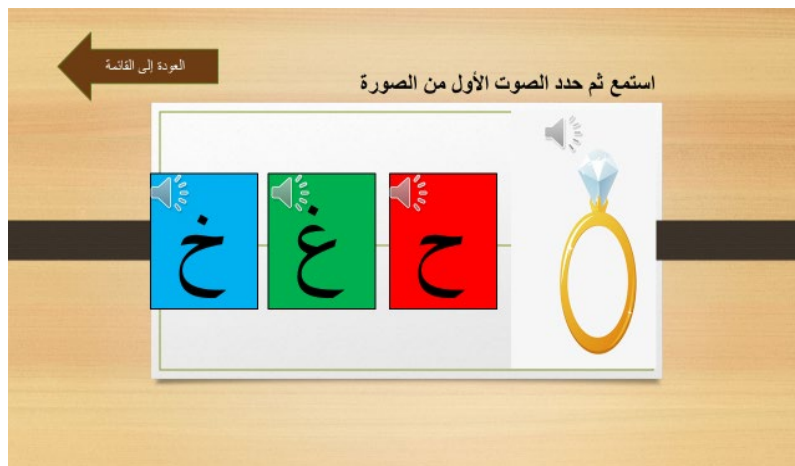 العودة إلى القائمة
استمع ثم حدد الصوت الأول من الصورة
ح
غ
خ